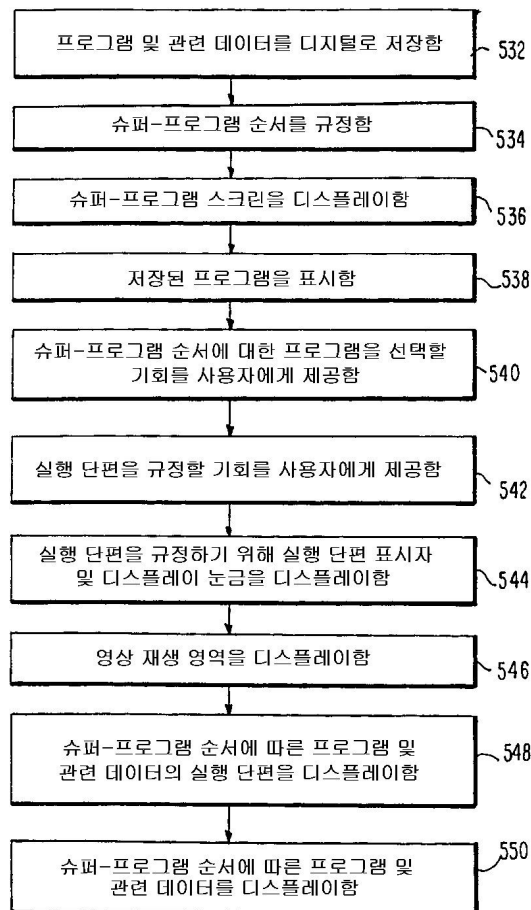 프로그램 및 관련 데이터를 디지털로 저장함
532
슈퍼-프로그램 순서를 규정함
534
슈퍼-프로그램 스크린을 디스플레이함
536
저장된 프로그램을 표시함
538
슈퍼-프로그램 순서에 대한 프로그램을 선택할
기회를 사용자에게 제공함
540
실행 단편을 규정할 기회를 사용자에게 제공함
542
실행 단편을 규정하기 위해 실행 단편 표시자
및 디스플레이 눈금을 디스플레이함
544
영상 재생 영역을 디스플레이함
546
슈퍼-프로그램 순서에 따른 프로그램 및
관련 데이터의 실행 단편을 디스플레이함
548
슈퍼-프로그램 순서에 따른 프로그램 및
관련 데이터를 디스플레이함
550